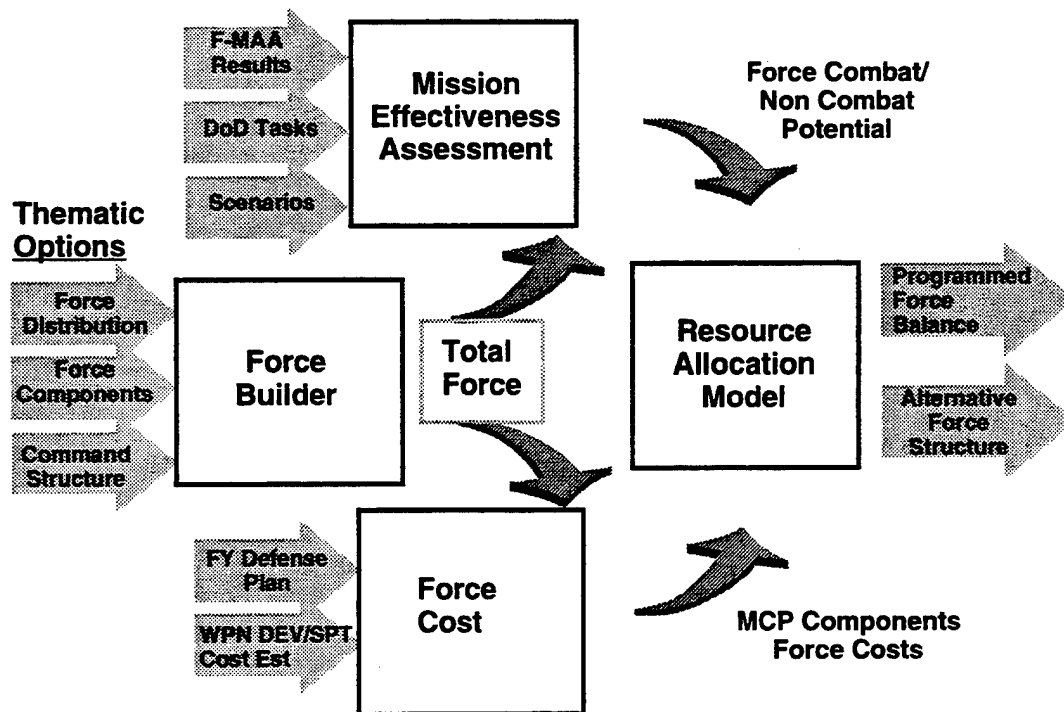 F-MAA
Results
DoD Tasks
Scenarios
Mission
Effectiveness
Assessment
Force Combat/
Non Combat
Potential
Thematic
Options
Force
Distribution
Force
Components
Command
Structure
Force
Builder
Total
Force
Resource
Allocation
Model
Programmed
Force
Balance
Alternative
Force
Structure
FY Defense
Plan
WPN DEV/SPT
Cost Est
Force
Cost
MCP Components
Force Costs